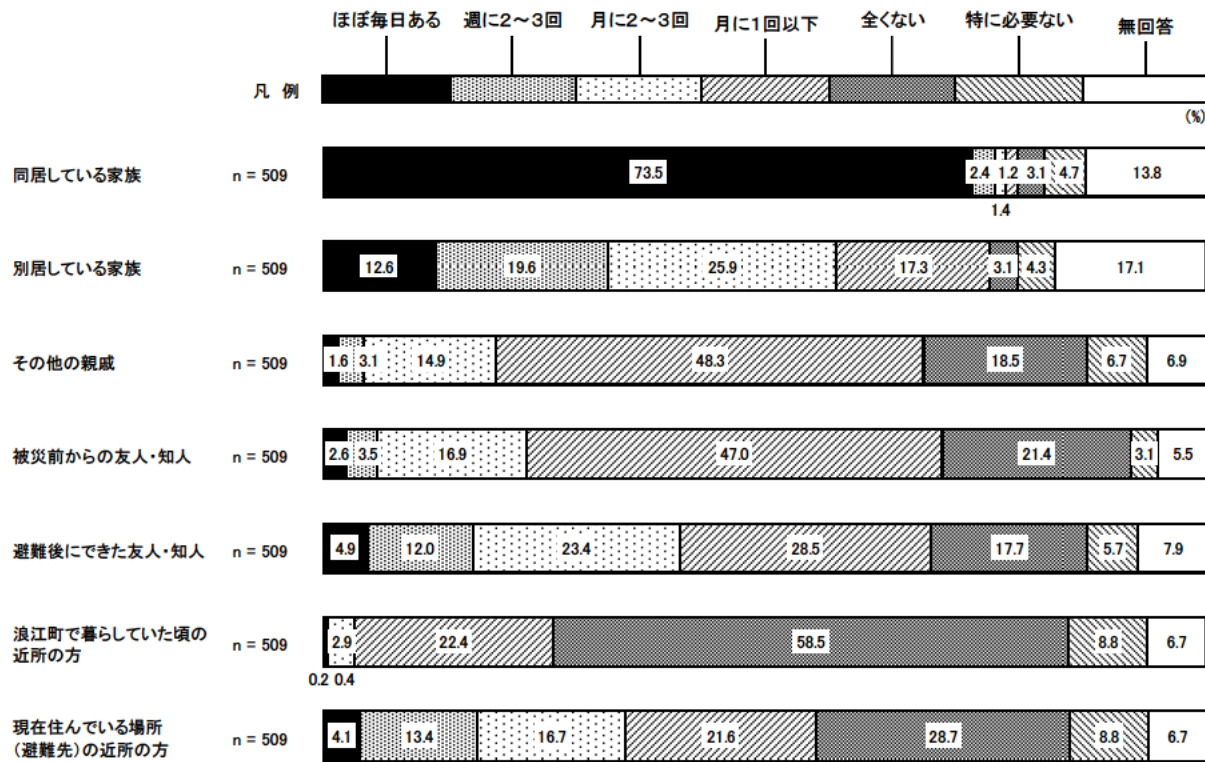 ほぼ毎日ある 週に2～3回 月に2～3回 月に1回以下 全くない 特に必要ない 無回答
凡 例
(%)
同居している家族 n = 509 73.5 2.4 1.2 3.1 4.7 13.8
1.4
別居している家族 n = 509 12.6 19.6 25.9 17.3 3.1 4.3 17.1
その他の親戚 n = 509 1.6 3.1 14.9 48.3 18.5 6.7 6.9
被災前からの友人・知人 n = 509 2.6 3.5 16.9 47.0 21.4 3.1 5.5
避難後にできた友人・知人 n = 509 4.9 12.0 23.4 28.5 17.7 5.7 7.9
浪江町で暮らしていた頃の
近所の方 n = 509 2.9 22.4 58.5 8.8 6.7
0.2 0.4
現在住んでいる場所
（避難先）の近所の方 n = 509 4.1 13.4 16.7 21.6 28.7 8.8 6.7